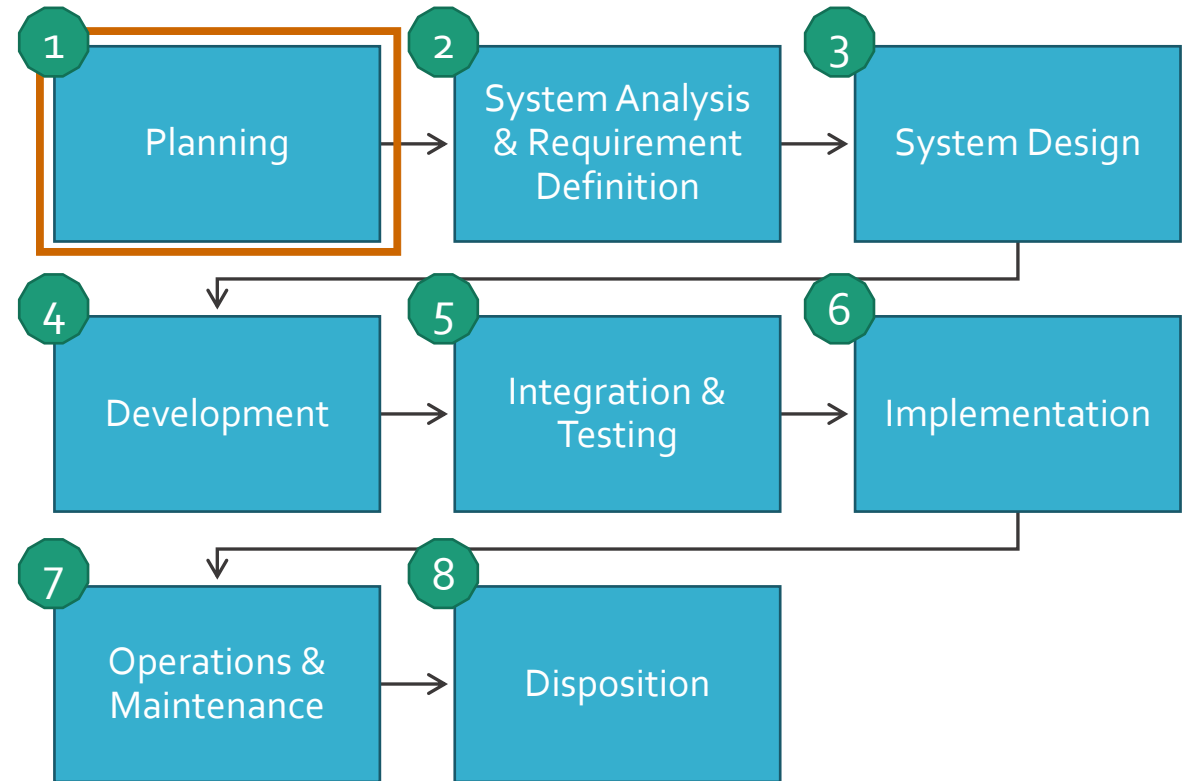 1
Planning
2
System Analysis
& Requirement
Definition
3
System Design
4
Development
5
Integration &
Testing
6
Implementation
7
Operations &
Maintenance
8
Disposition